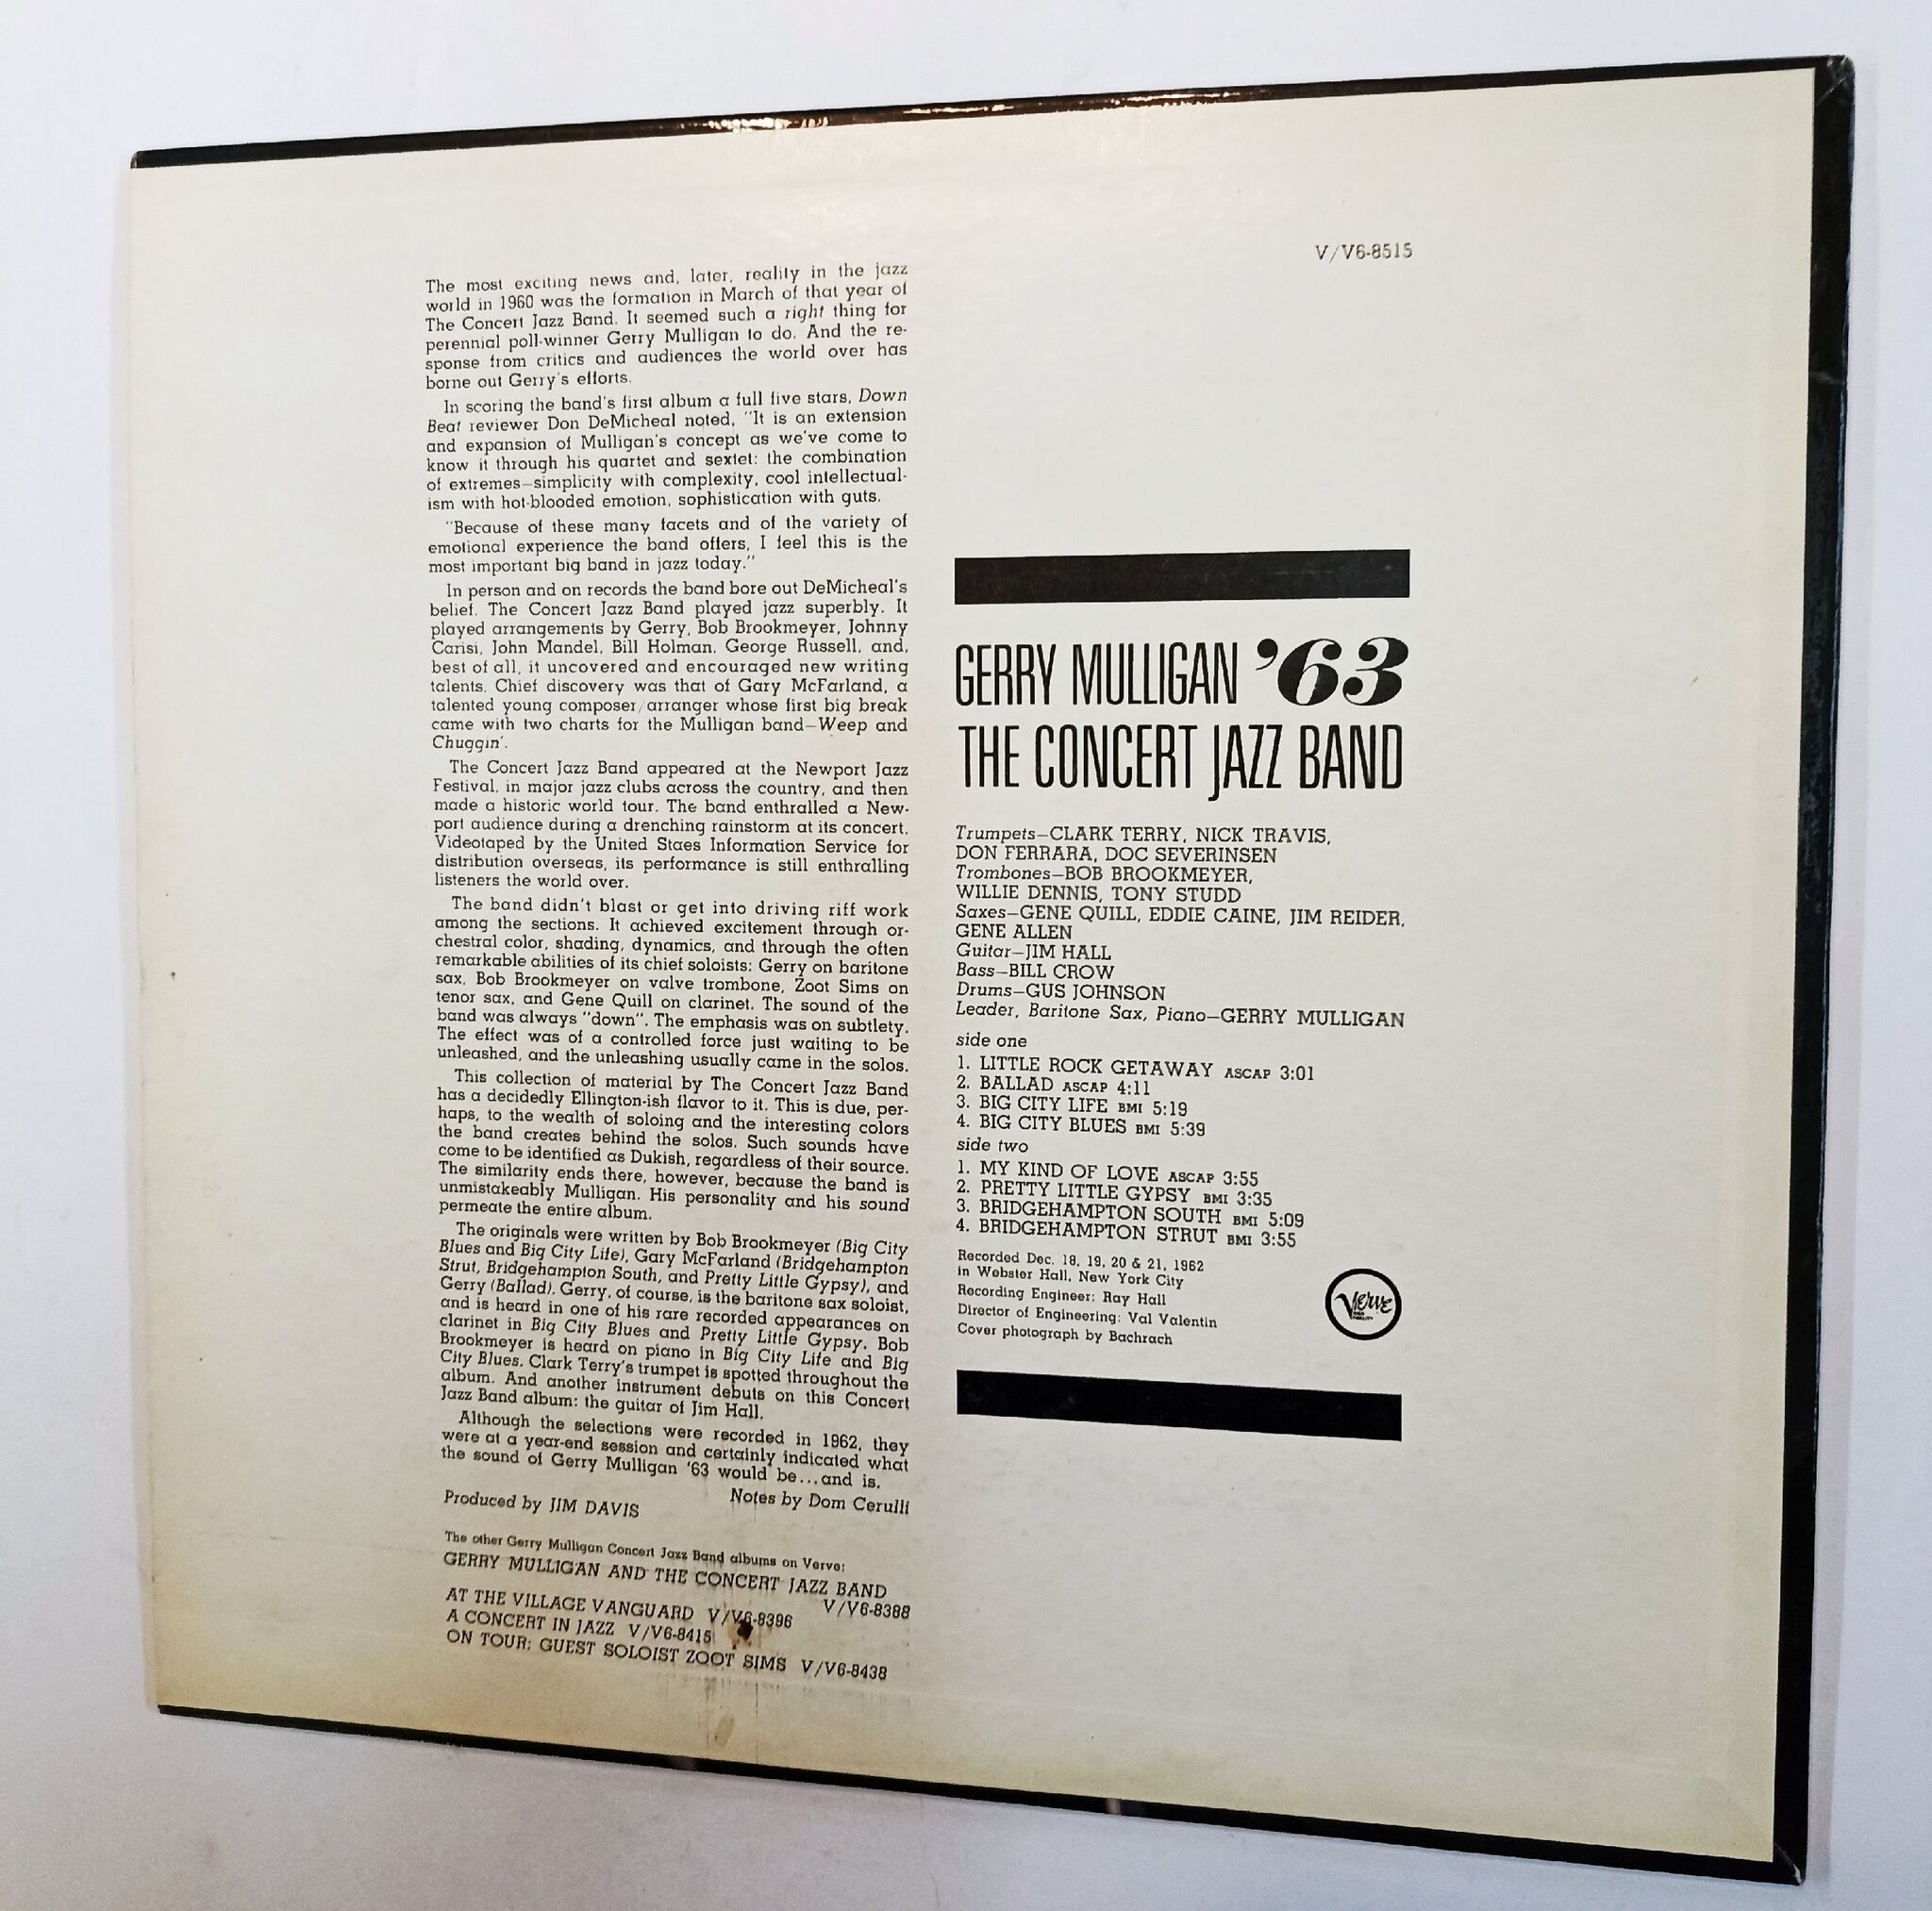 The most exciting news and, later, reality in the jazz
world in 1960 was the formation in March of that year of
The Concert Jazz Band. It seemed such a right thing for
perennial poll-winner Gerry Mulligan to do. And the re-
sponse from critics and audiences the world over has
borne out Gerry's efforts.
In scoring the band's first album a full five stars, Down
Beat reviewer Don DeMicheal noted, "It is an extension
and expansion of Mulligan's concept as we've come to
know it through his quartet and sextet: the combination
of extremes—simplicity with complexity, cool intellectual-
ism with hot-blooded emotion, sophistication with guts.
"Because of these many facets and of the variety of
emotional experience the band offers, I feel this is the
most important big band in jazz today."
In person and on records the band bore out DeMicheal's
belief. The Concert Jazz Band played jazz superbly. It
played arrangements by Gerry, Bob Brookmeyer, Johnny
Carisi, John Mandel, Bill Holman, George Russell, and,
best of all, it uncovered and encouraged new writing
talents. Chief discovery was that of Gary McFarland, a
talented young composer/arranger whose first big break
came with two charts for the Mulligan band—Weep and
Chuggin'.
The Concert Jazz Band appeared at the Newport Jazz
Festival, in major jazz clubs across the country, and then
made a historic world tour. The band enthralled a New-
port audience during a drenching rainstorm at its concert.
Videotaped by the United Staes Information Service for
distribution overseas, its performance is still enthralling
listeners the world over.
The band didn't blast or get into driving riff work
among the sections. It achieved excitement through or-
chestral color, shading, dynamics, and through the often
remarkable abilities of its chief soloists: Gerry on baritone
sax, Bob Brookmeyer on valve trombone, Zoot Sims on
tenor sax, and Gene Quill on clarinet. The sound of the
band was always "down". The emphasis was on subtlety.
The effect was of a controlled force just waiting to be
unleashed, and the unleashing usually came in the solos.
This collection of material by The Concert Jazz Band
has a decidedly Ellington-ish flavor to it. This is due, per-
haps, to the wealth of soloing and the interesting colors
the band creates behind the solos. Such sounds have
come to be identified as Dukish, regardless of their source.
The similarity ends there, however, because the band is
unmistakeably Mulligan. His personality and his sound
permeate the entire album.
The originals were written by Bob Brookmeyer (Big City
Blues and Big City Life), Gary McFarland (Bridgehampton
Strut, Bridgehampton South, and Pretty Little Gypsy), and
Gerry (Ballad). Gerry, of course, is the baritone sax soloist,
and is heard in one of his rare recorded appearances on
clarinet in Big City Blues and Pretty Little Gypsy. Bob
Brookmeyer is heard on piano in Big City Life and Big
City Blues. Clark Terry's trumpet is spotted throughout the
album. And another instrument debuts on this Concert
Jazz Band album: the guitar of Jim Hall.
Although the selections were recorded in 1962, they
were at a year-end session and certainly indicated what
the sound of Gerry Mulligan '63 would be...and is.
Notes by Dom Cerulli
Produced by JIM DAVIS
The other Gerry Mulligan Concert Jazz Band albums on Verve:
GERRY MULLIGAN AND THE CONCERT JAZZ BAND
V/V6-8388
AT THE VILLAGE VANGUARD V/V6-8396
A CONCERT IN JAZZ V/V6-8415
ON TOUR: GUEST SOLOIST ZOOT SIMS V/V6-8438
V/V6-8515
GERRY MULLIGAN '63
THE CONCERT JAZZ BAND
Trumpets—CLARK TERRY, NICK TRAVIS,
DON FERRARA, DOC SEVERINSEN
Trombones—BOB BROOKMEYER,
WILLIE DENNIS, TONY STUDD
Saxes—GENE QUILL, EDDIE CAINE, JIM REIDER,
GENE ALLEN
Guitar—JIM HALL
Bass—BILL CROW
Drums—GUS JOHNSON
Leader, Baritone Sax, Piano—GERRY MULLIGAN
side one
1. LITTLE ROCK GETAWAY ASCAP 3:01
2. BALLAD ASCAP 4:11
3. BIG CITY LIFE BMI 5:19
4. BIG CITY BLUES BMI 5:39
side two
1. MY KIND OF LOVE ASCAP 3:55
2. PRETTY LITTLE GYPSY BMI 3:35
3. BRIDGEHAMPTON SOUTH BMI 5:09
4. BRIDGEHAMPTON STRUT BMI 3:55
Recorded Dec. 18, 19, 20 & 21, 1962
in Webster Hall, New York City
Recording Engineer: Ray Hall
Director of Engineering: Val Valentin
Cover photograph by Bachrach
Verve